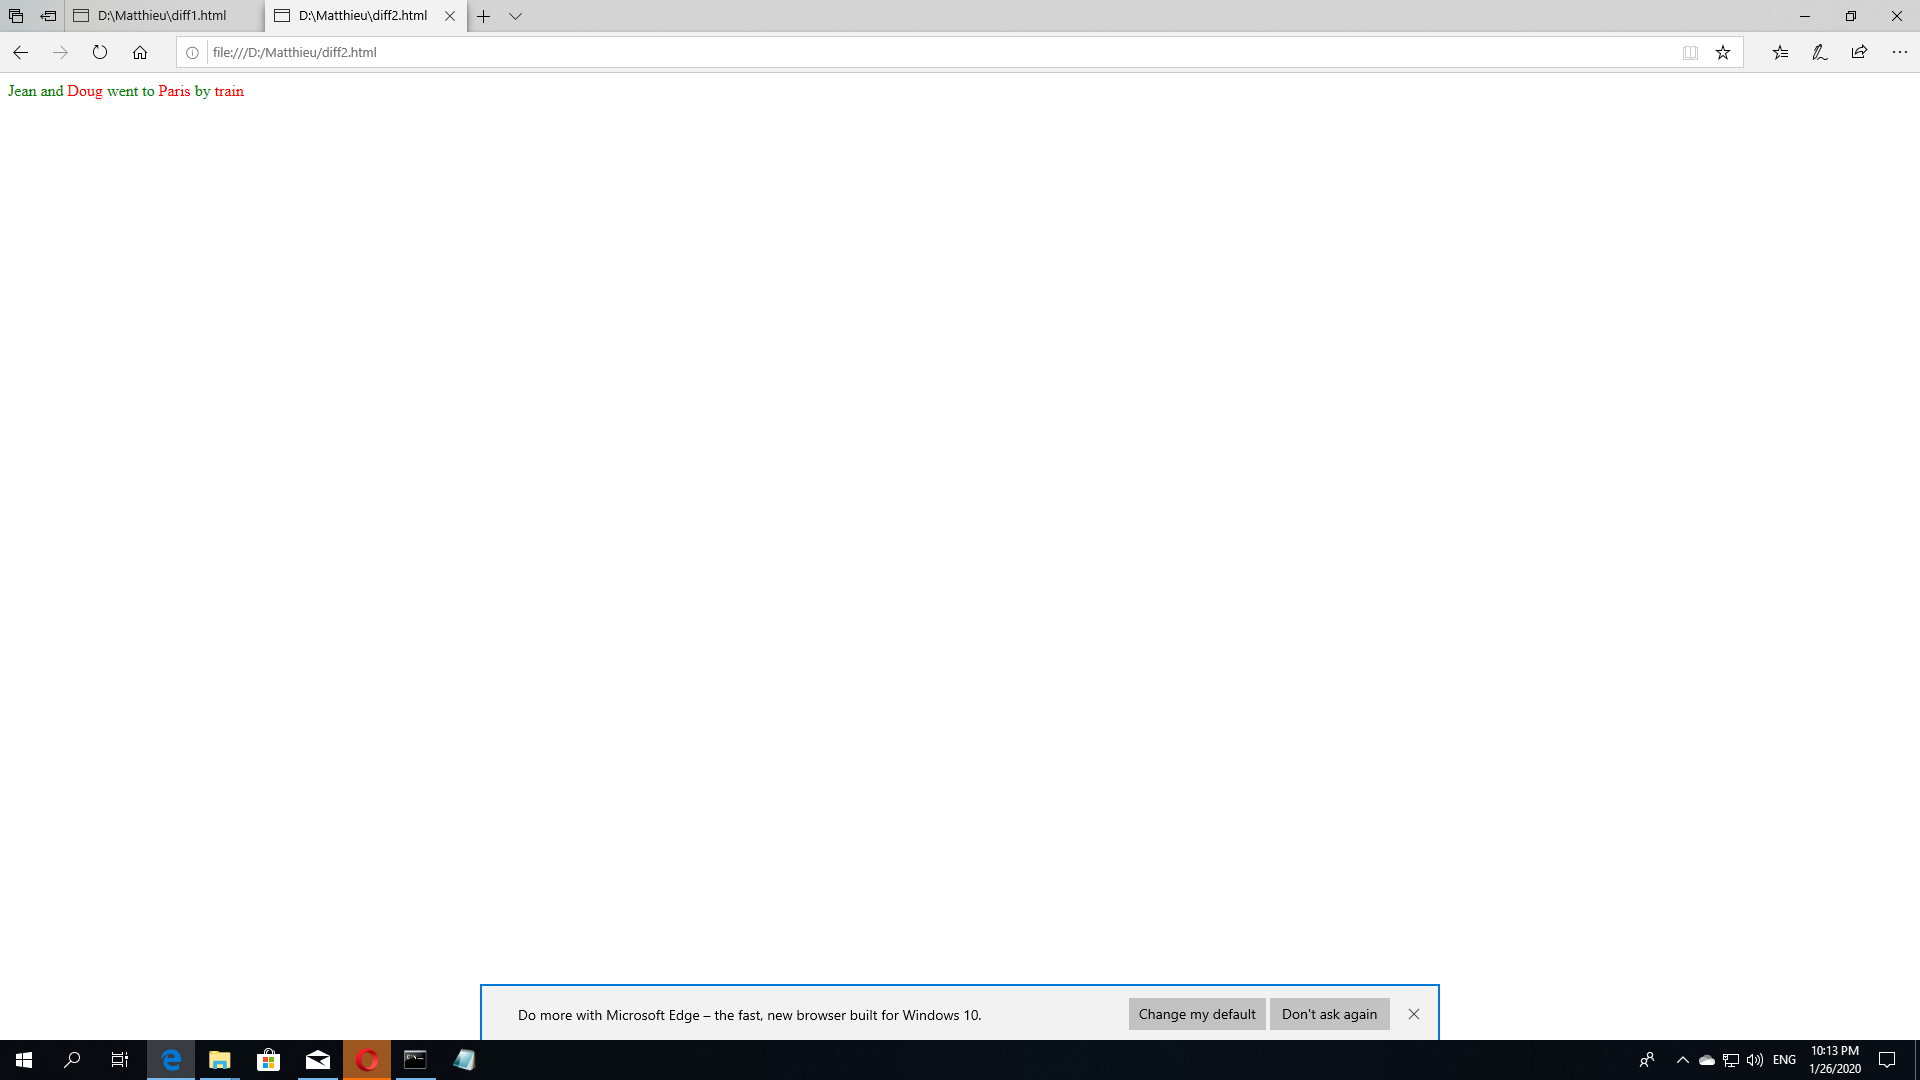 D:\Matthieu\diff1.html
D:\Matthieu\diff2.html
file:///D:/Matthieu/diff2.html
Jean and Doug went to Paris by train
Do more with Microsoft Edge – the fast, new browser built for Windows 10.
Change my default
Don't ask again
ENG
10:13 PM
1/26/2020